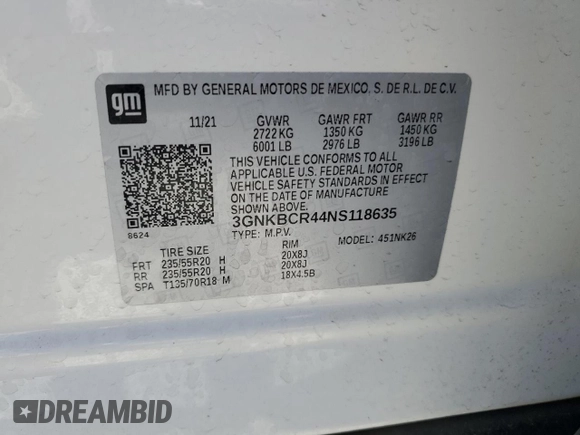 gm
MFD BY GENERAL MOTORS DE MEXICO. S. DE R.L. DE C.V.
11/21 GVWR GAWR FRT GAWR RR
2722 KG 1350 KG 1450 KG
6001 LB 2976 LB 3196 LB
THIS VEHICLE CONFORMS TO ALL
APPLICABLE U.S. FEDERAL MOTOR
VEHICLE SAFETY STANDARDS IN EFFECT
ON THE DATE OF MANUFACTURE
SHOWN ABOVE.
3GNKBCR44NS118635
8624
TYPE: M.P.V. MODEL: 451NK26
TIRE SIZE RIM
FRT 235/55R20 H 20X8J
RR 235/55R20 H 20X8J
SPA T135/70R18 M 18X4.5B
DREAMBID